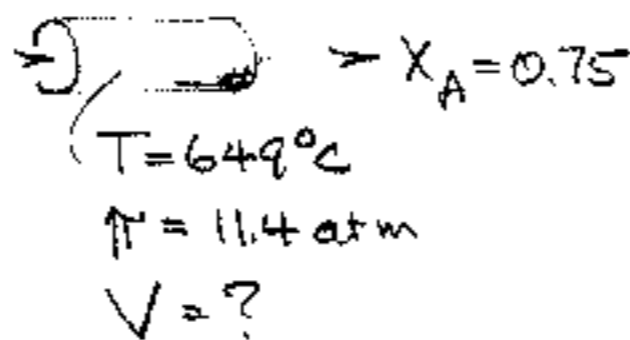 X_A = 0.75
T = 649°C
π = 11.4 atm
V = ?